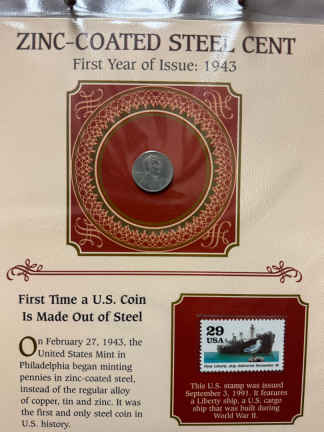 ZINC-COATED STEEL CENT
First Year of Issue: 1943
First Time a U.S. Coin
Is Made Out of Steel
On February 27, 1943, the
United States Mint in
Philadelphia began minting
pennies in zinc-coated steel,
instead of the regular alloy
of copper, tin and zinc. It was
the first and only steel coin in
U.S. history.
29
USA
This U.S. stamp was issued
September 3, 1991. It features
a Liberty ship, a U.S. cargo
ship that was built during
World War II.